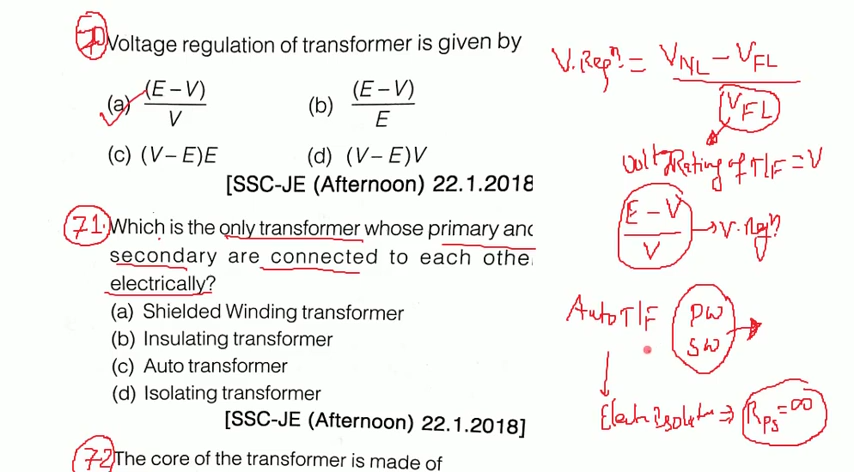 70 Voltage regulation of transformer is given by
(a) (E – V) / V
(b) (E – V) / E
(c) (V – E)E
(d) (V – E)V
[SSC-JE (Afternoon) 22.1.2018
71. Which is the only transformer whose primary and
secondary are connected to each othe
electrically?
(a) Shielded Winding transformer
(b) Insulating transformer
(c) Auto transformer
(d) Isolating transformer
[SSC-JE (Afternoon) 22.1.2018]
72 The core of the transformer is made of
V.Regn. = VNL – VFL / VFL
Volt Rating of T/F = V
E – V / V → V.Regn
Auto T/F
PW
SW
⇒ RPS = ∞